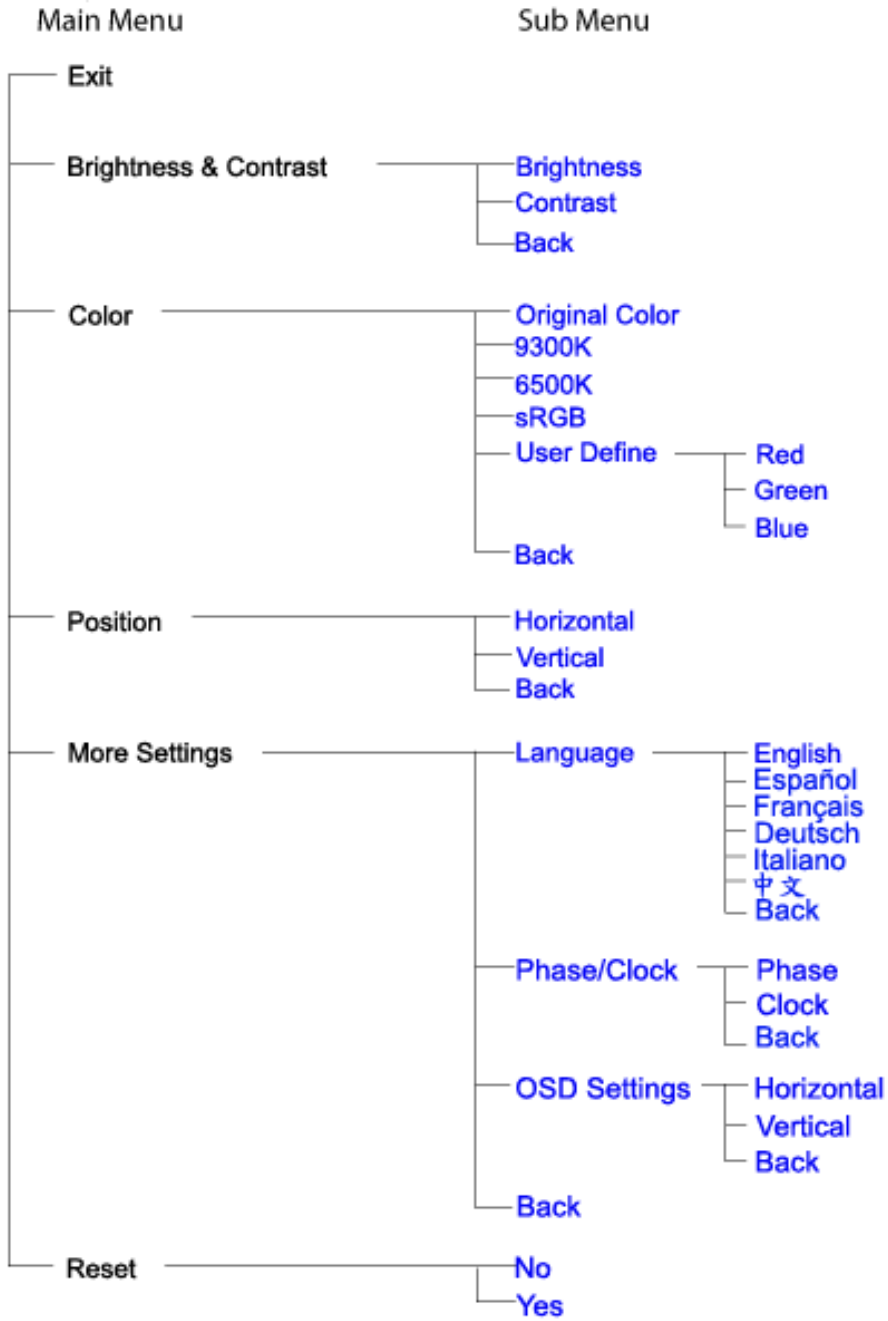 Main Menu
Sub Menu
Exit
Brightness & Contrast
Brightness
Contrast
Back
Color
Original Color
9300K
6500K
sRGB
User Define
Red
Green
Blue
Back
Position
Horizontal
Vertical
Back
More Settings
Language
English
Español
Français
Deutsch
Italiano
中文
Back
Phase/Clock
Phase
Clock
Back
OSD Settings
Horizontal
Vertical
Back
Back
Reset
No
Yes